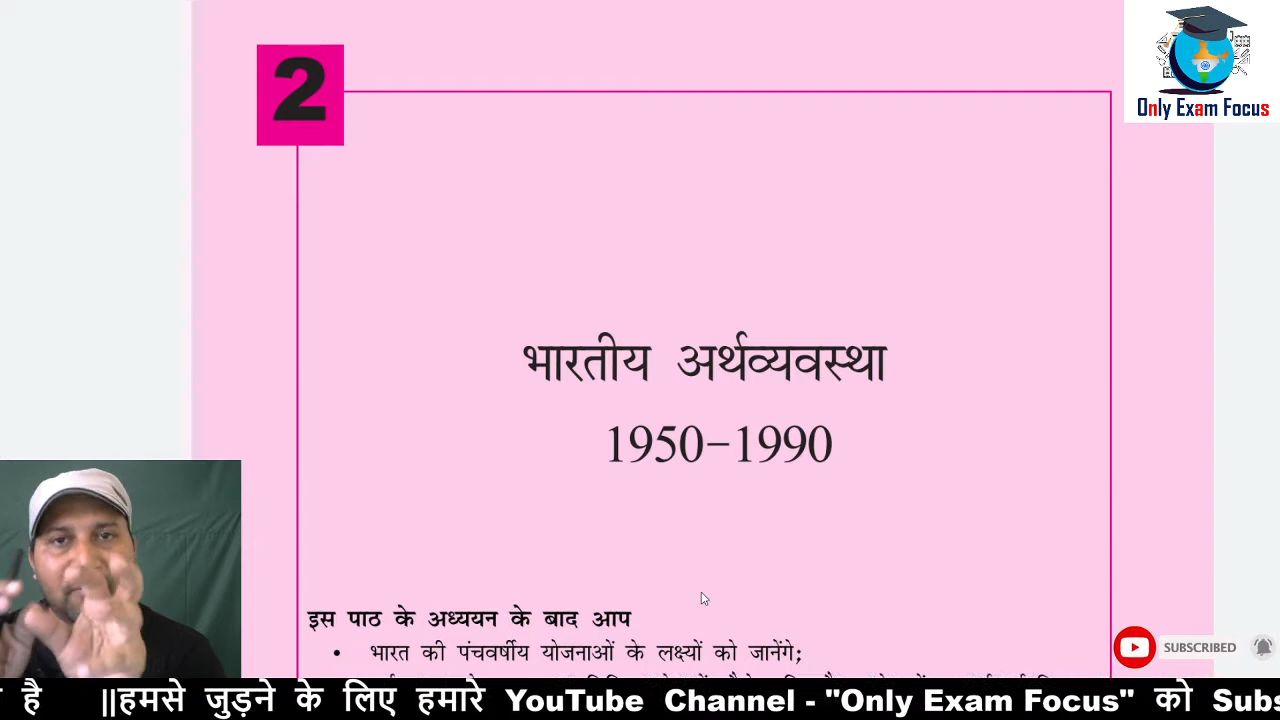 2
Only Exam Focus
भारतीय अर्थव्यवस्था
1950-1990
इस पाठ के अध्ययन के बाद आप
• भारत की पंचवर्षीय योजनाओं के लक्ष्यों को जानेंगे;
SUBSCRIBED
है ||हमसे जुड़ने के लिए हमारे YouTube Channel - "Only Exam Focus" को Subs